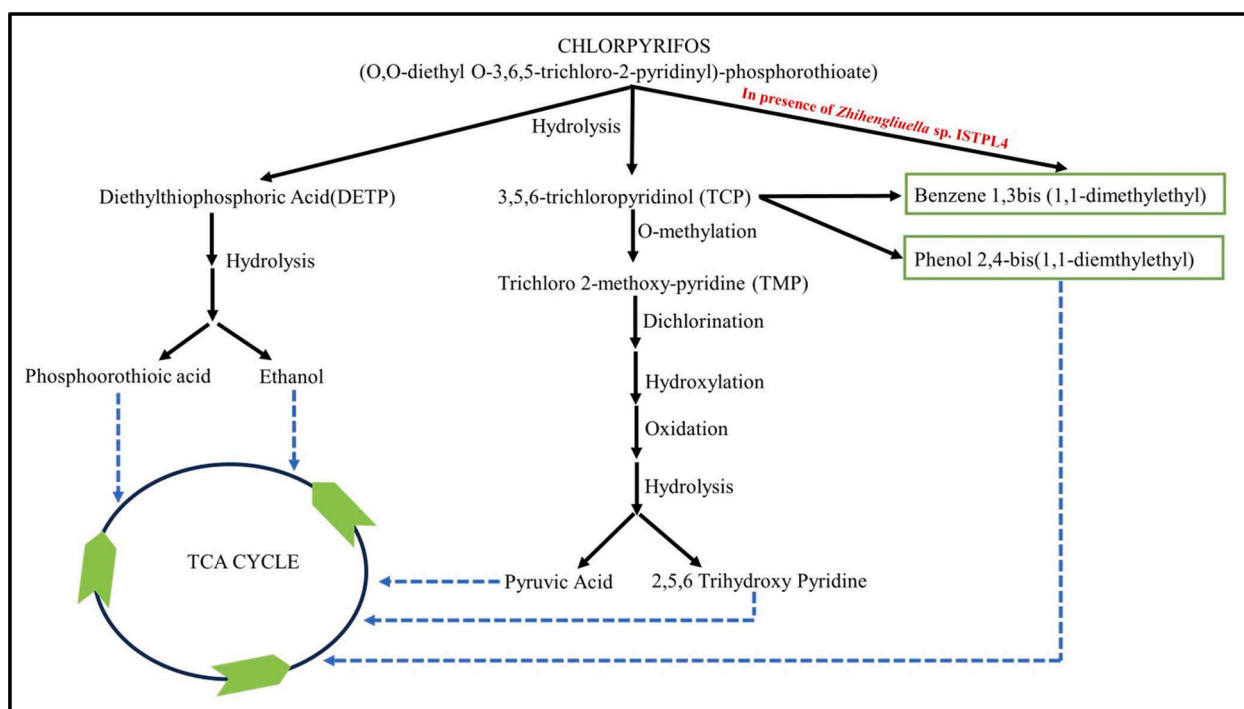 CHLORPYRIFOS
(O,O-diethyl O-3,6,5-trichloro-2-pyridinyl)-phosphorothioate)
In presence of Zhihengliuella sp. ISTPL4
Hydrolysis
Diethylthiophosphoric Acid(DETP)
3,5,6-trichloropyridinol (TCP)
Benzene 1,3bis (1,1-dimethylethyl)
O-methylation
Hydrolysis
Phenol 2,4-bis(1,1-diemthylethyl)
Trichloro 2-methoxy-pyridine (TMP)
Dichlorination
Phosphoorothioic acid
Ethanol
Hydroxylation
Oxidation
Hydrolysis
TCA CYCLE
Pyruvic Acid
2,5,6 Trihydroxy Pyridine